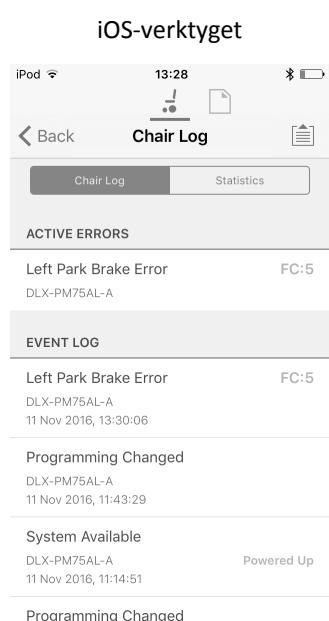 iOS-verktyget
iPod 13:28
Back Chair Log
Chair Log Statistics
ACTIVE ERRORS
Left Park Brake Error FC:5
DLX-PM75AL-A
EVENT LOG
Left Park Brake Error FC:5
DLX-PM75AL-A
11 Nov 2016, 13:30:06
Programming Changed
DLX-PM75AL-A
11 Nov 2016, 11:43:29
System Available
DLX-PM75AL-A Powered Up
11 Nov 2016, 11:14:51
Programming Changed